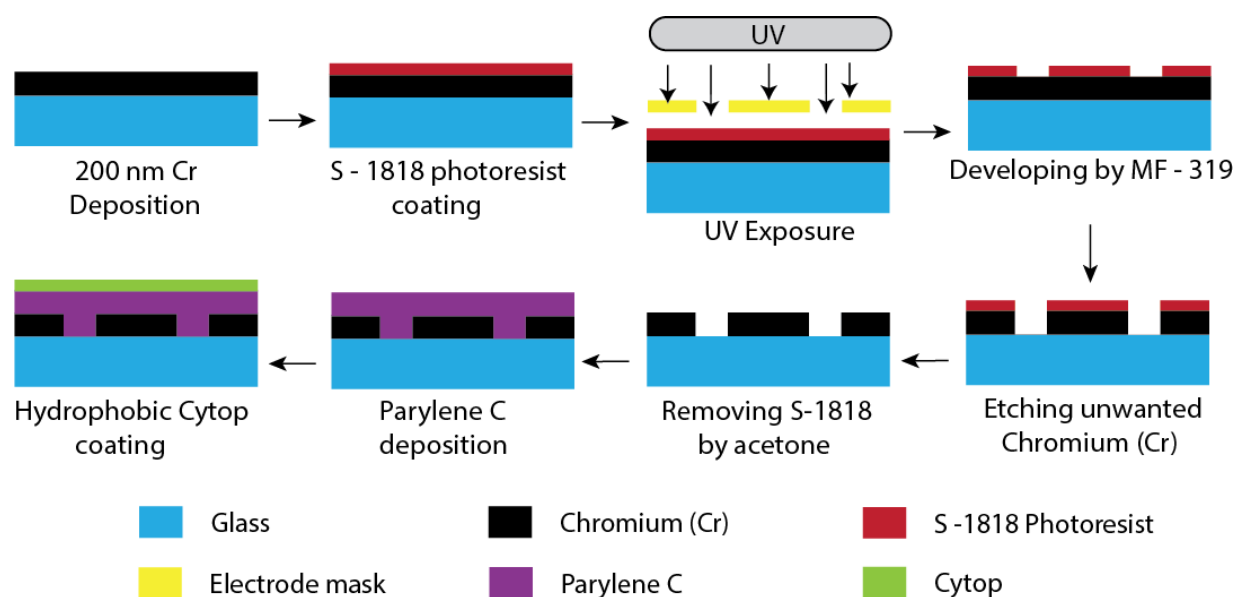 UV
200 nm Cr
Deposition
S - 1818 photoresist
coating
UV Exposure
Developing by MF - 319
Hydrophobic Cytop
coating
Parylene C
deposition
Removing S-1818
by acetone
Etching unwanted
Chromium (Cr)
Glass
Chromium (Cr)
S -1818 Photoresist
Electrode mask
Parylene C
Cytop